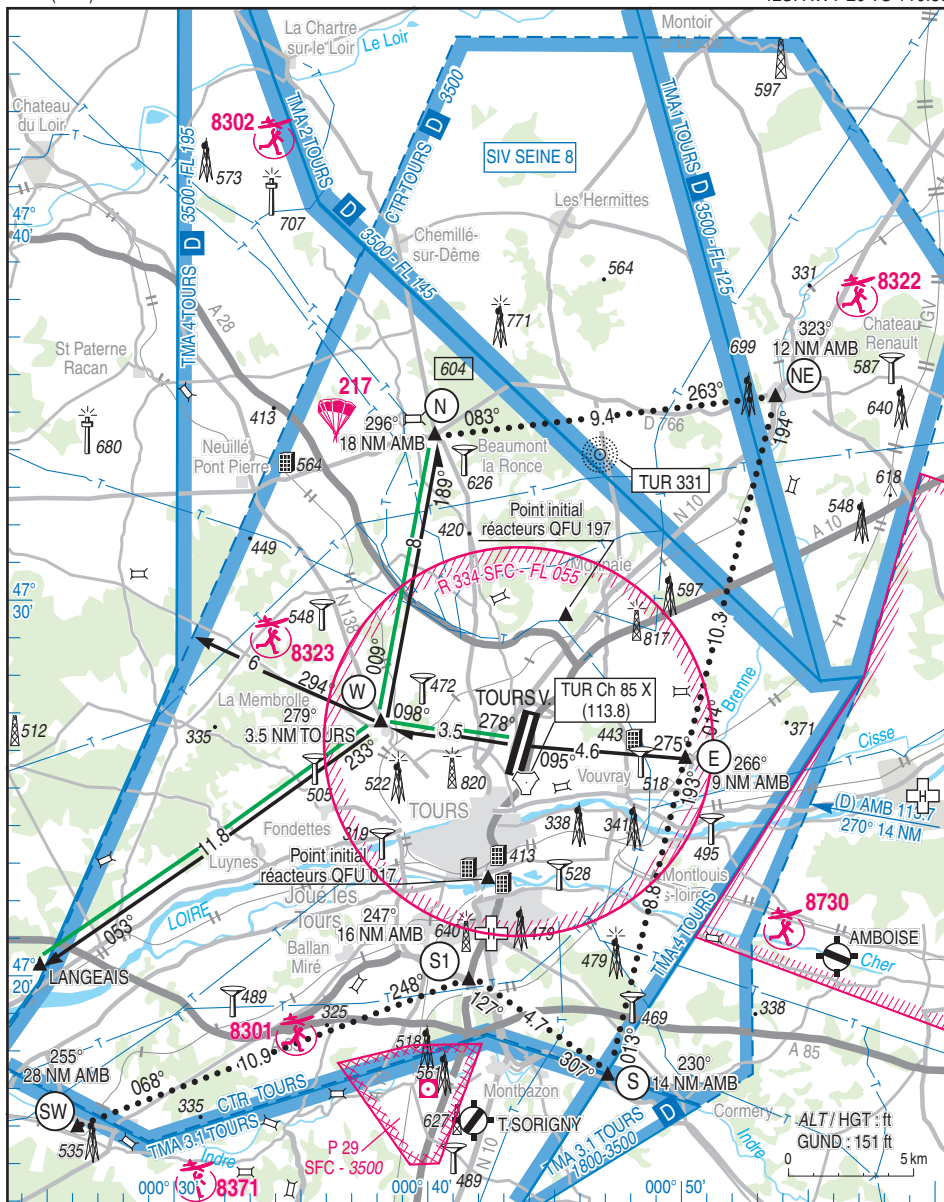 La Chartre
sur le Loir
Le Loir
Montoir
597
Chateau
du Loir
8302
573
707
TMA 2 TOURS
D
3500 - FL 145
CTR TOURS D 3500
SIV SEINE 8
TMA 1 TOURS
D
3500 - FL 125
TMA 4 TOURS D 3500 - FL 195
47°
40'
Les Hermittes
Chemillé-
sur-Dême
564
331
8322
A 28
771
TGV
Chateau
Renault
St Paterne
Racan
604
699
323°
12 NM AMB
NE
587
217
N
083°
9.4
263°
640
413
296°
18 NM AMB
D 766
194°
680
Neuillé
Pont Pierre
564
Beaumont
la Ronce
626
TUR 331
189°
618
548
Point initial
réacteurs QFU 197
N 10
A 10
420
8
449
Monnaie
R 334 SFC - FL 055
47°
30'
597
548
N 138
817
10.3
8323
6
294°
009°
La Membrolle
W
472
TOURS V.
TUR Ch 85 X
(113.8)
014°
Brenne
512
279°
3.5 NM TOURS
098°
3.5
278°
443
371
335
233°
095°
4.6
275°
E
266°
9 NM AMB
Cisse
505
522
820
Vouvray
518
193°
TOURS
(D) AMB 113.7
270° 14 NM
11.8
Fondettes
319
338
341
495
Luynes
Point initial
réacteurs QFU 017
413
528
Montlouis
s-loire
8.8
LOIRE
Joué les
Tours
TMA 4 TOURS
8730
053°
247°
16 NM AMB
640
479
AMBOISE
Ballan
Miré
S1
479
Cher
47°
20'
LANGEAIS
489
248°
127°
469
338
325
8301
4.7
013°
255°
28 NM AMB
10.9
518
561
307°
A 85
068°
S
230°
14 NM AMB
SW
335
CTR TOURS
Montbazon
Cormery
535
TMA 3.1 TOURS
627
T.SORIGNY
TMA 3.1 TOURS
1800-3500
D
Indre
ALT / HGT : ft
GUND : 151 ft
P 29
SFC - 3500
N 10
489
Indre
0
5 km
8371
000° 30'
000° 40'
000° 50'